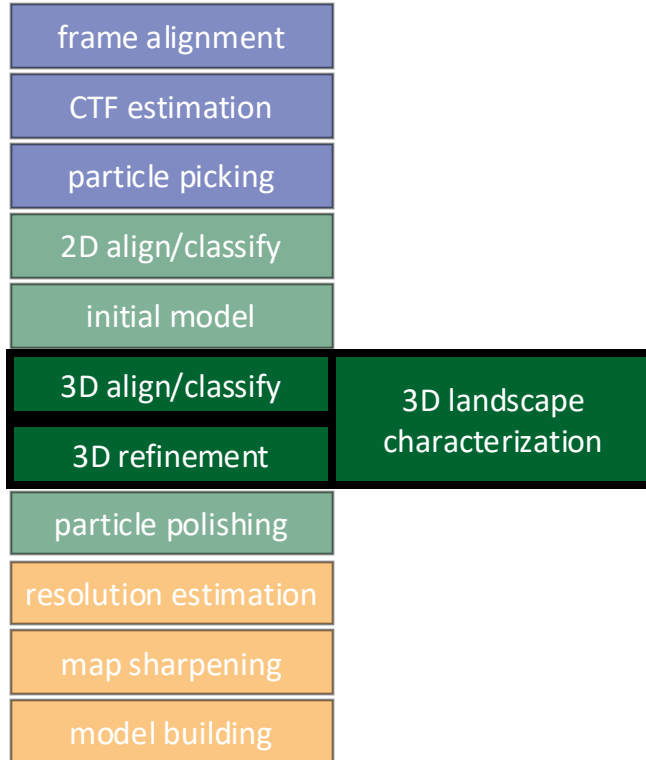 frame alignment
CTF estimation
particle picking
2D align/classify
initial model
3D align/classify
3D refinement
3D landscape
characterization
particle polishing
resolution estimation
map sharpening
model building